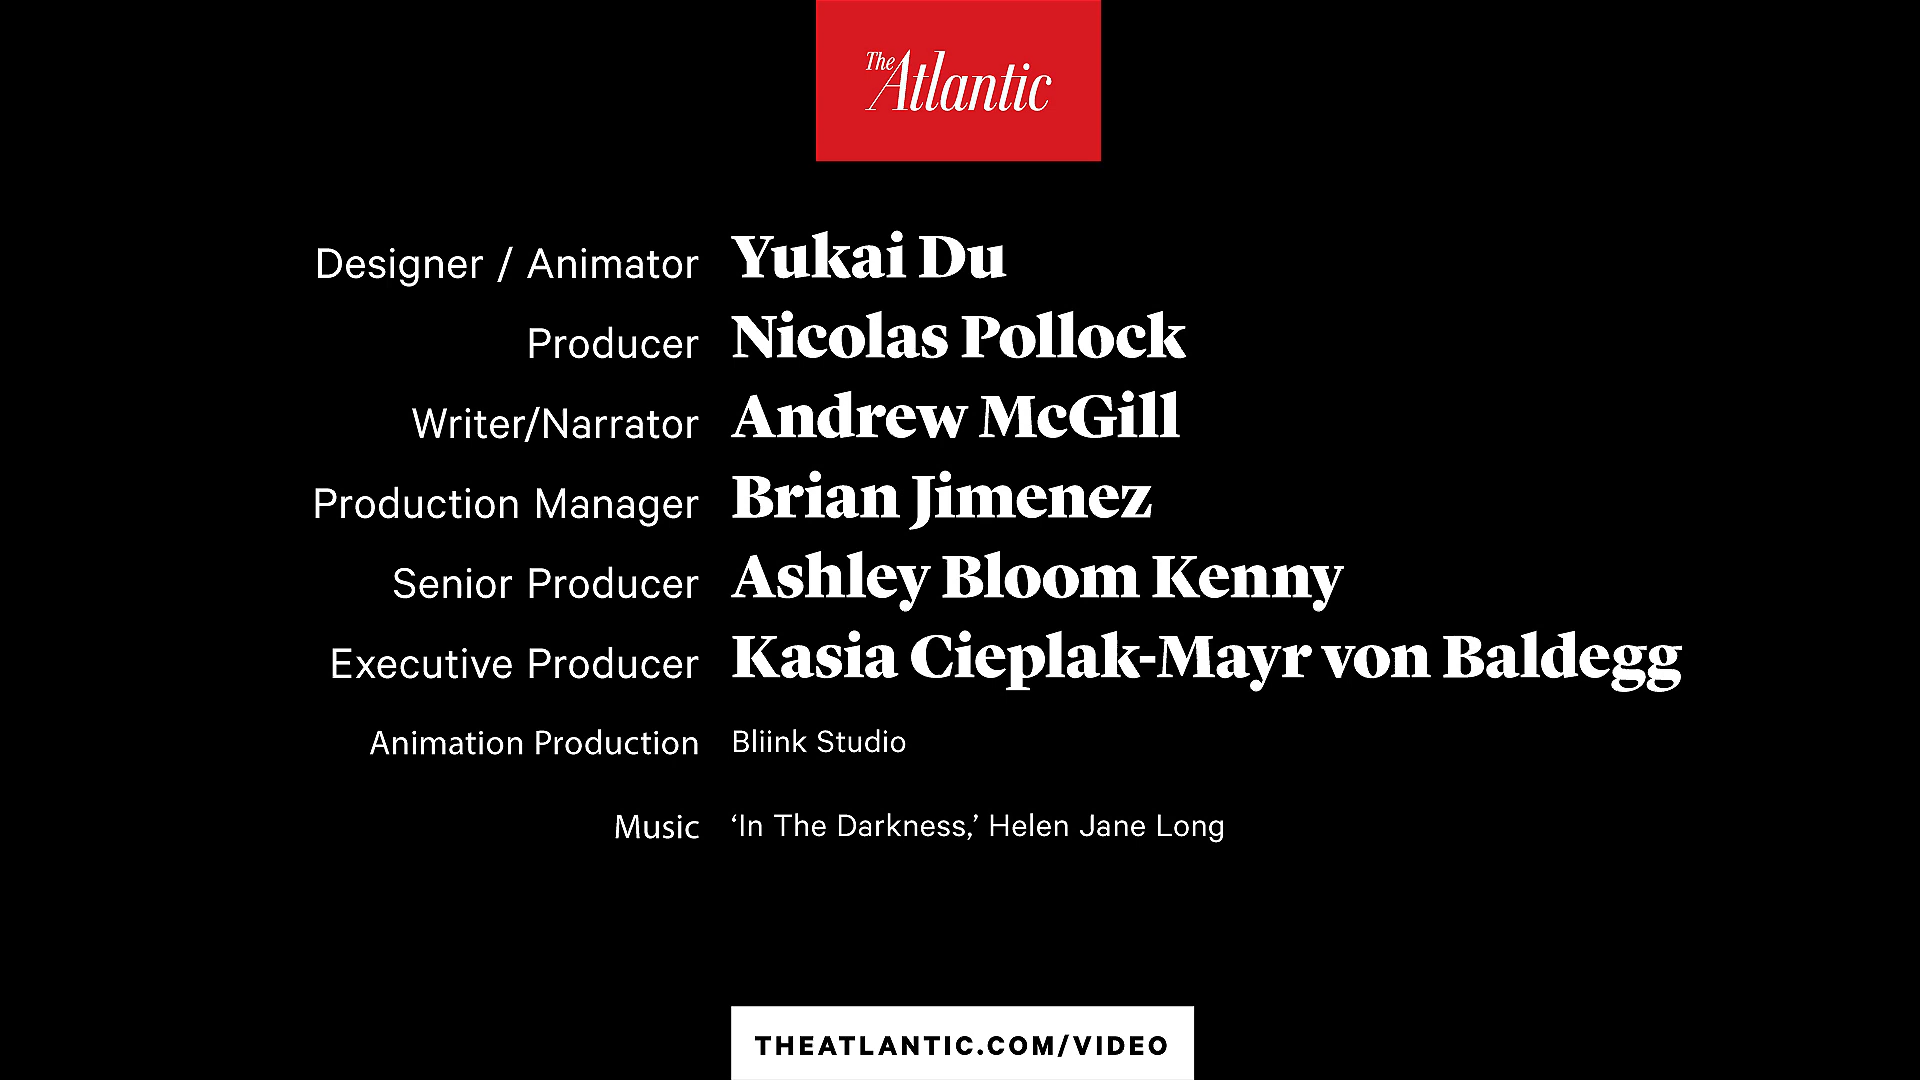 The Atlantic
Designer / Animator Yukai Du
Producer Nicolas Pollock
Writer/Narrator Andrew McGill
Production Manager Brian Jimenez
Senior Producer Ashley Bloom Kenny
Executive Producer Kasia Cieplak-Mayr von Baldegg
Animation Production Bliink Studio
Music ‘In The Darkness,’ Helen Jane Long
THEATLANTIC.COM/VIDEO